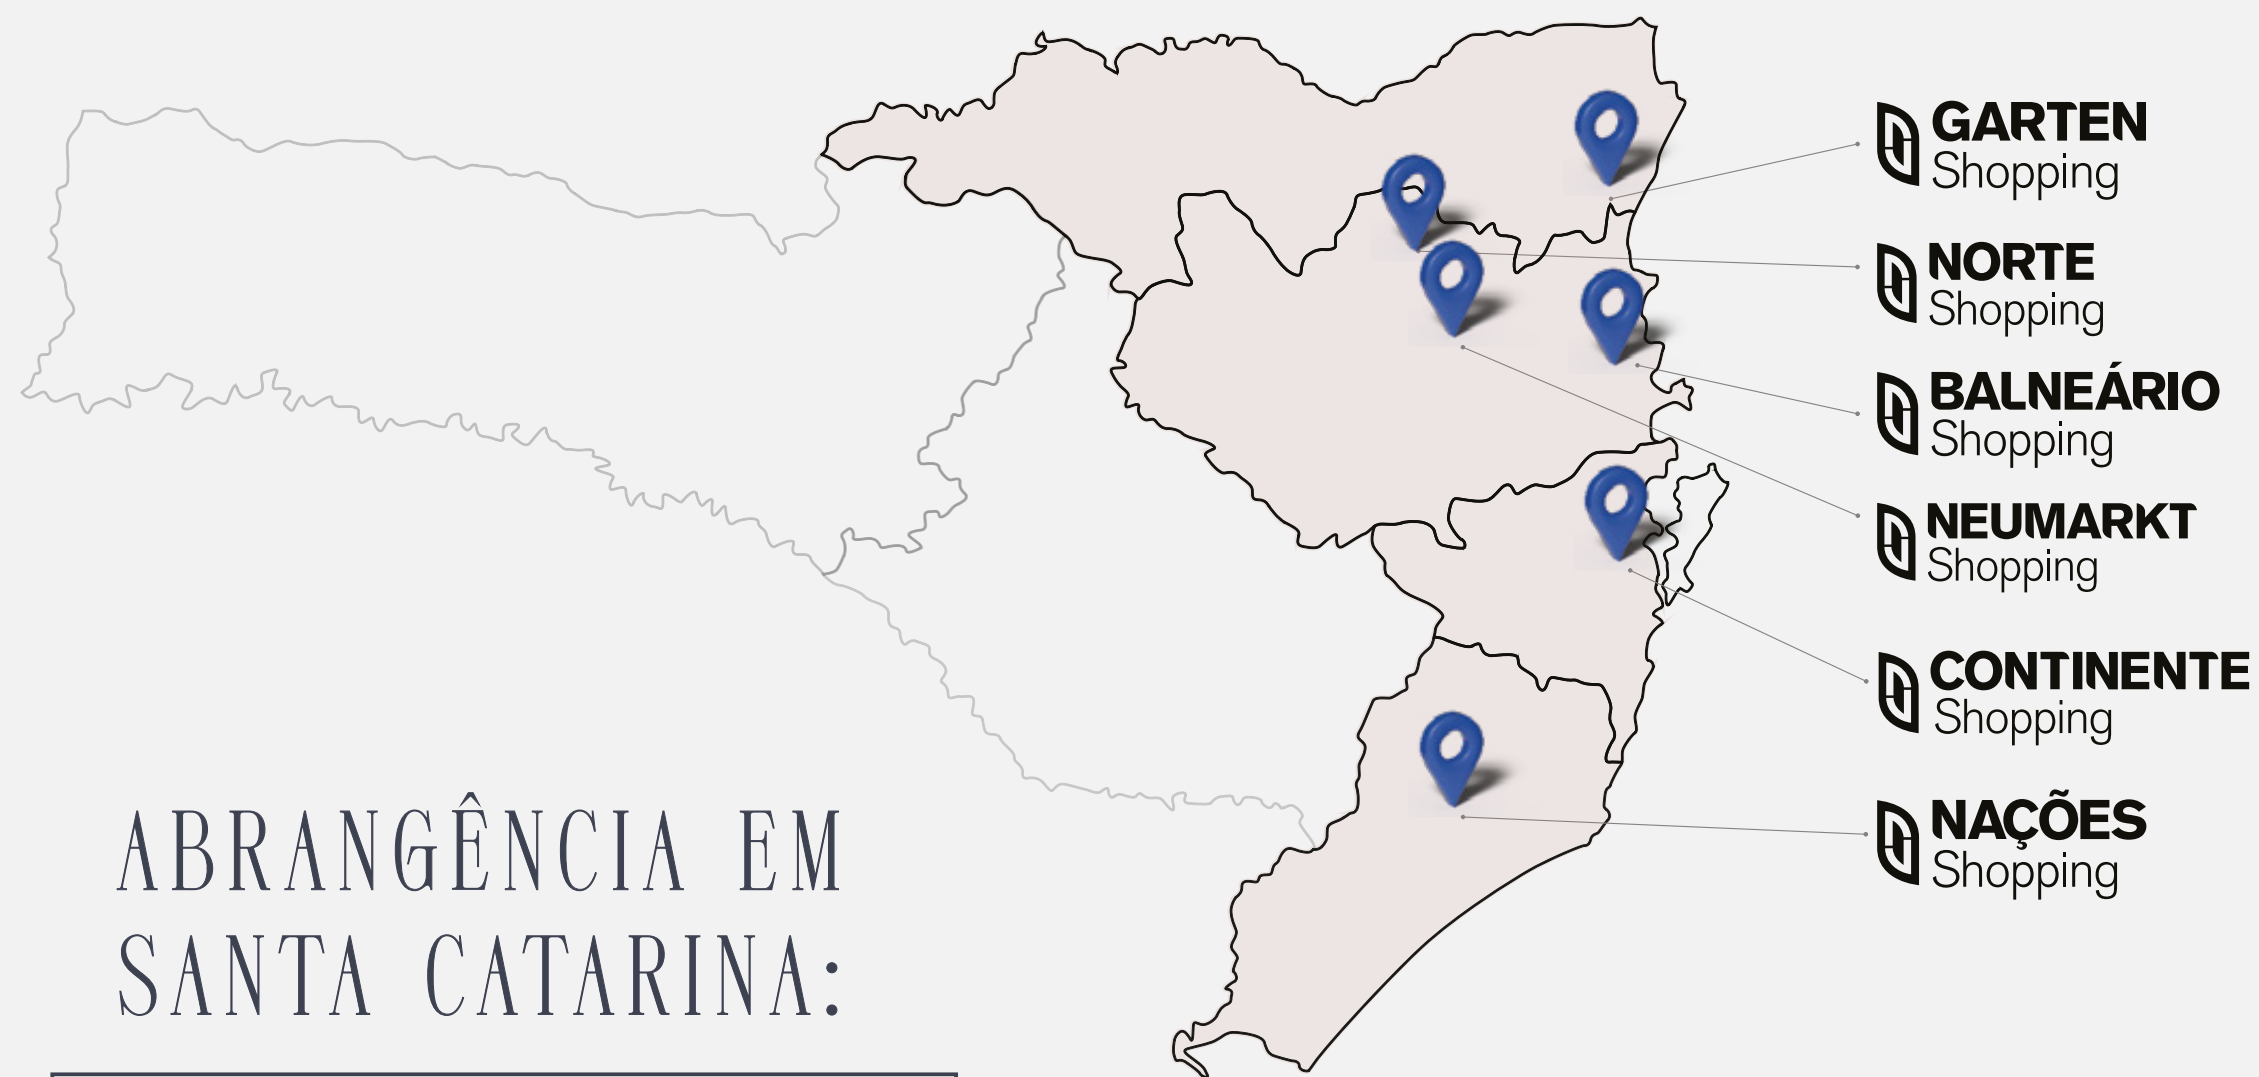 GARTEN
Shopping
NORTE
Shopping
BALNEÁRIO
Shopping
NEUMARKT
Shopping
CONTINENTE
Shopping
NAÇÕES
Shopping
ABRANGÊNCIA EM
SANTA CATARINA: